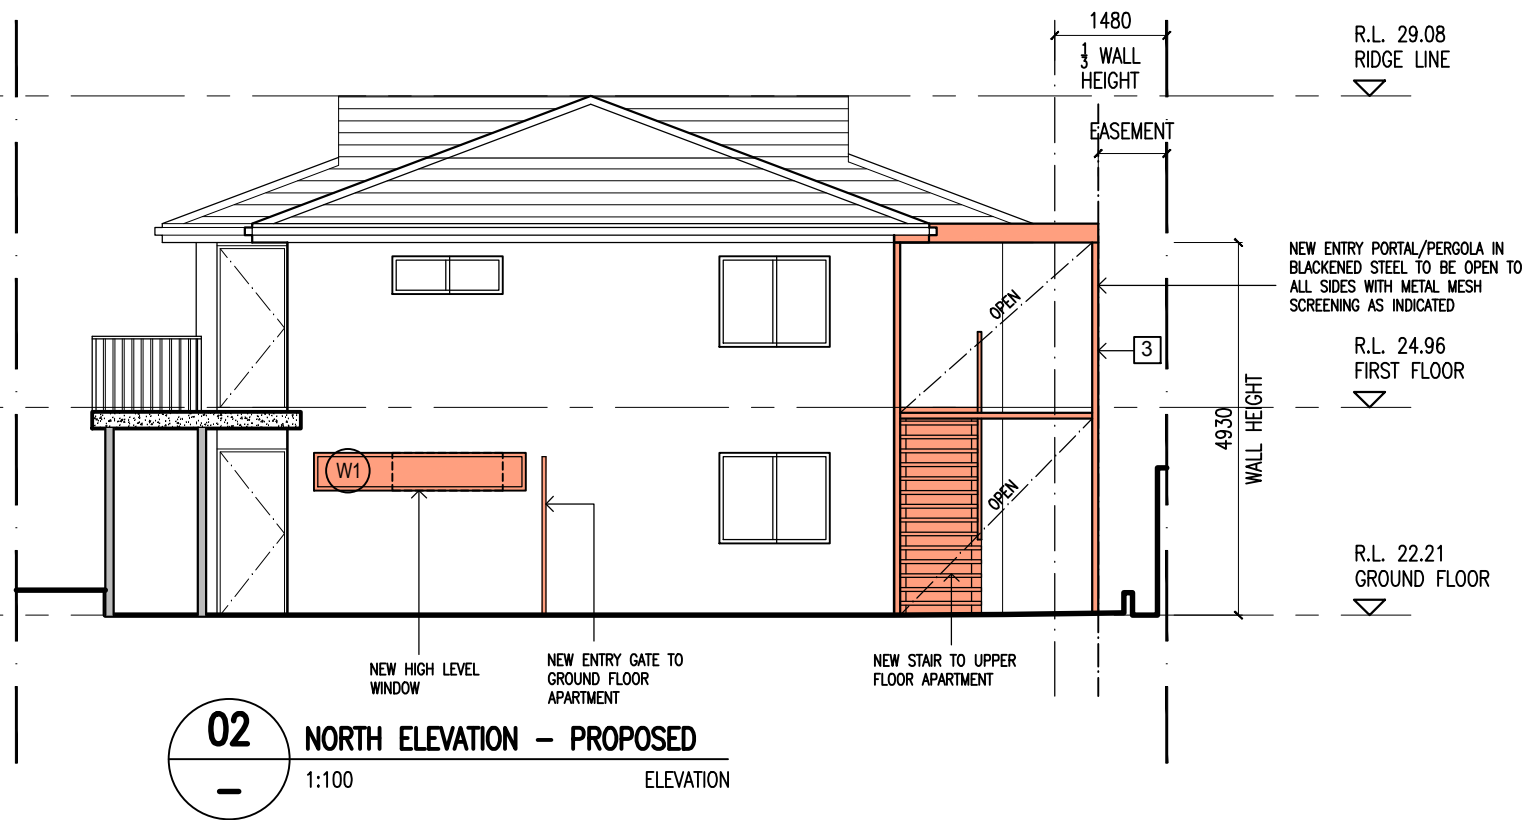 1480
1/3 WALL
HEIGHT
EASEMENT
R.L. 29.08
RIDGE LINE
NEW ENTRY PORTAL/PERGOLA IN
BLACKENED STEEL TO BE OPEN TO
ALL SIDES WITH METAL MESH
SCREENING AS INDICATED
OPEN
3
R.L. 24.96
FIRST FLOOR
4930
WALL HEIGHT
W1
OPEN
R.L. 22.21
GROUND FLOOR
NEW HIGH LEVEL
WINDOW
NEW ENTRY GATE TO
GROUND FLOOR
APARTMENT
NEW STAIR TO UPPER
FLOOR APARTMENT
02
–
NORTH ELEVATION – PROPOSED
1:100
ELEVATION